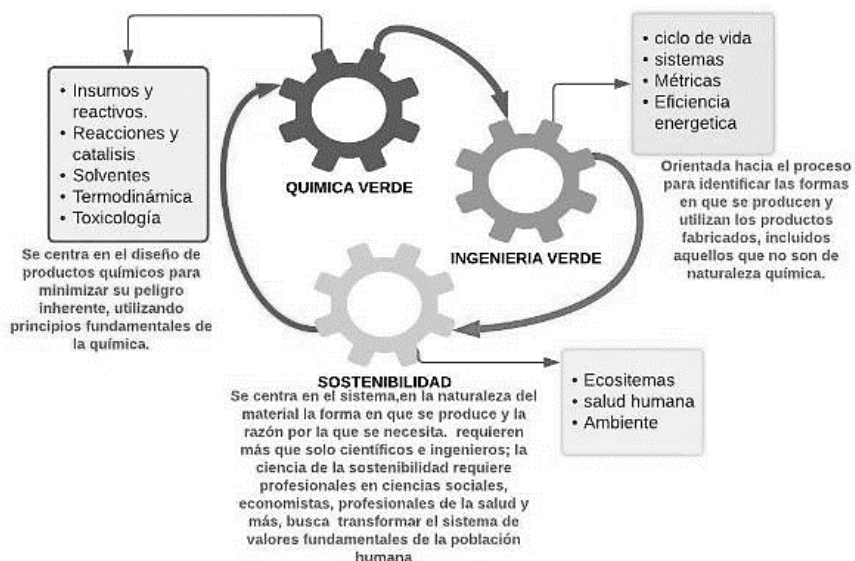 • Insumos y
reactivos.
• Reacciones y
catalisis
• Solventes
• Termodinámica
• Toxicología
Se centra en el diseño de
productos químicos para
minimizar su peligro
inherente, utilizando
principios fundamentales de
la química.
QUIMICA VERDE
• ciclo de vida
• sistemas
• Métricas
• Eficiencia
energetica
Orientada hacia el proceso
para identificar las formas
en que se producen y
utilizan los productos
fabricados, incluidos
aquellos que no son de
naturaleza química.
INGENIERIA VERDE
SOSTENIBILIDAD
Se centra en el sistema,en la naturaleza del
material la forma en que se produce y la
razón por la que se necesita. requieren
más que solo científicos e ingenieros; la
ciencia de la sostenibilidad requiere
profesionales en ciencias sociales,
economistas, profesionales de la salud y
más, busca transformar el sistema de
valores fundamentales de la población
humana
• Ecositemas
• salud humana
• Ambiente